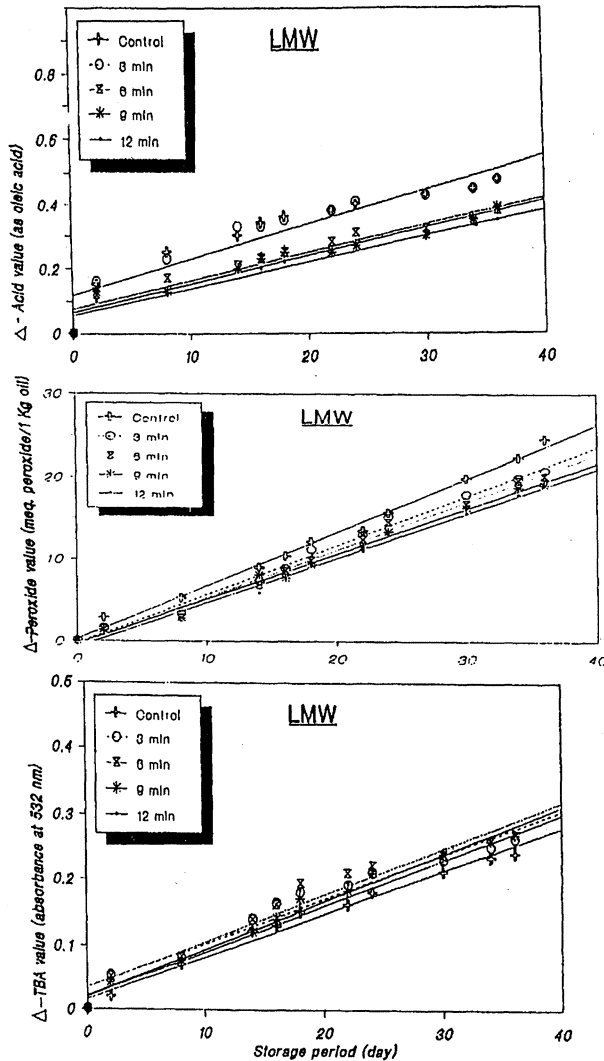 LMW
Control
3 min
6 min
9 min
12 min
0.8
0.6
0.4
0.2
0
0 10 20 30 40
Δ - Acid value (as oleic acid)
LMW
Control
3 min
6 min
9 min
12 min
30
20
10
0
0 10 20 30 40
Δ-Peroxide value (meq. peroxide/1 Kg oil)
LMW
Control
3 min
6 min
9 min
12 min
0,6
0.4
0.3
0.2
0.1
0
0 10 20 30 40
Δ-TBA value (absorbance at 532 nm)
Storage period (day)